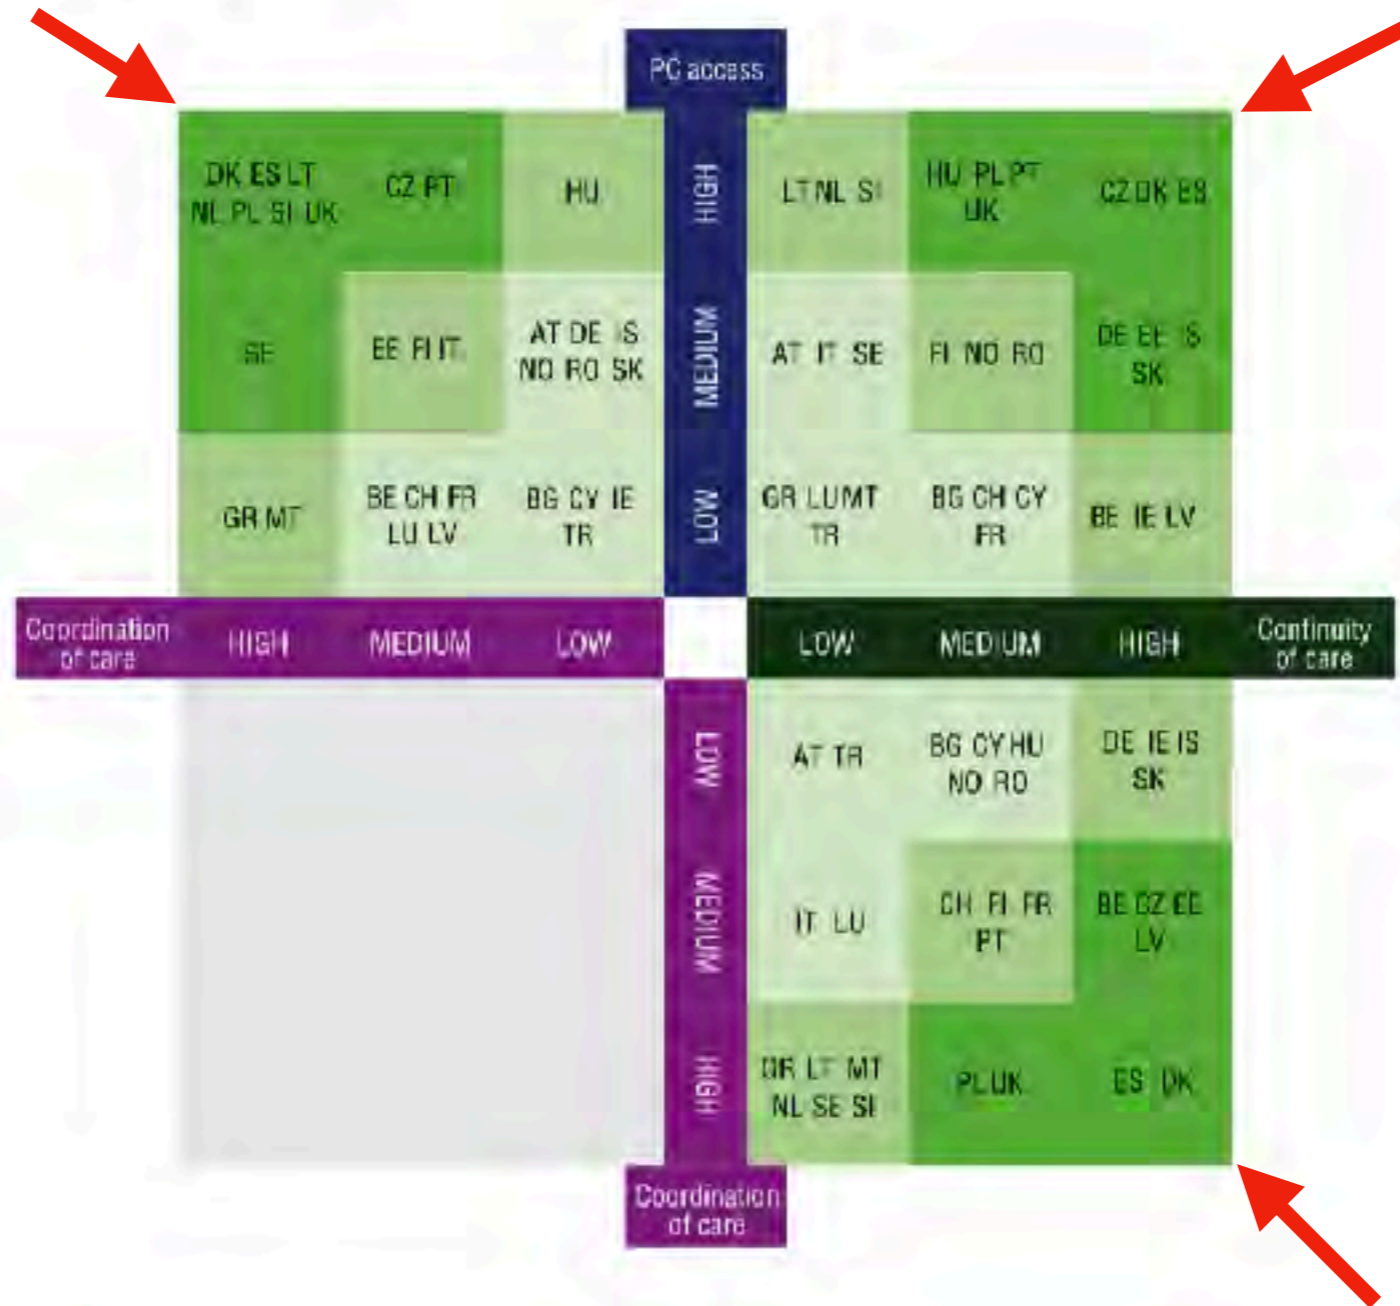 PC access
DK ES LT
NL PL SI UK
CZ PT
HU
HIGH
LT NL SI
HU PL PT
UK
CZ DK ES
SE
EE FI IT
AT DE IS
NO RO SK
MEDIUM
AT IT SE
FI NO RO
DE EE IS
SK
GR MT
BE CH FR
LU LV
BG CY IE
TR
LOW
GR LU MT
TR
BG CH CY
FR
BE IE LV
Coordination
of care
HIGH
MEDIUM
LOW
LOW
MEDIUM
HIGH
Continuity
of care
LOW
AT TR
BG CY HU
NO RO
DE IE IS
SK
MEDIUM
IT LU
CH FI FR
PT
BE CZ EE
LV
HIGH
GR LT MT
NL SE SI
PL UK
ES DK
Coordination
of care